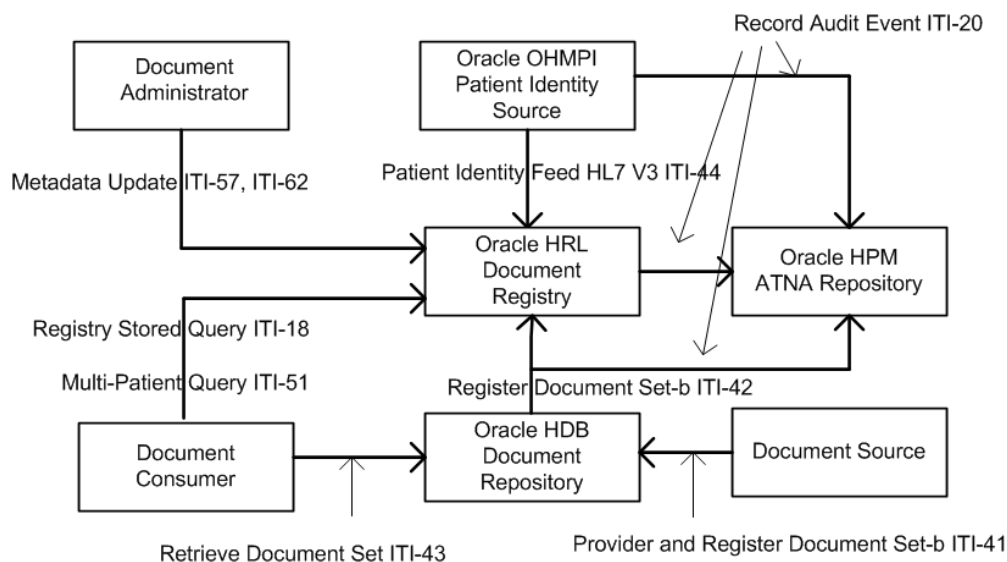 Record Audit Event ITI-20
Document
Administrator
Oracle OHMPI
Patient Identity
Source
Metadata Update ITI-57, ITI-62
Patient Identity Feed HL7 V3 ITI-44
Oracle HRL
Document
Registry
Oracle HPM
ATNA Repository
Registry Stored Query ITI-18
Multi-Patient Query ITI-51
Register Document Set-b ITI-42
Document
Consumer
Oracle HDB
Document
Repository
Document Source
Retrieve Document Set ITI-43
Provider and Register Document Set-b ITI-41